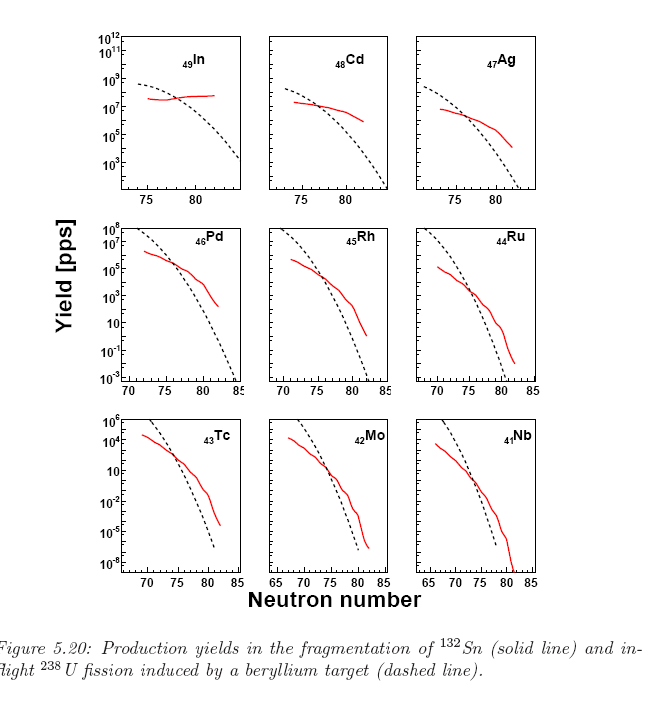 10^12
10^11
10^9
10^7
10^5
10^3
49In
48Cd
47Ag
75 80
75 80
75 80
Yield [pps]
10^8
10^7
10^5
10^3
10
10^-1
10^-3
46Pd
45Rh
44Ru
70 75 80 85
70 75 80 85
70 75 80 85
10^6
10^4
10
10^-2
10^-5
10^-8
43Tc
42Mo
41Nb
70 75 80 85
65 70 75 80 85
65 70 75 80 85
Neutron number
Figure 5.20: Production yields in the fragmentation of ^132Sn (solid line) and in-
flight ^238U fission induced by a beryllium target (dashed line).